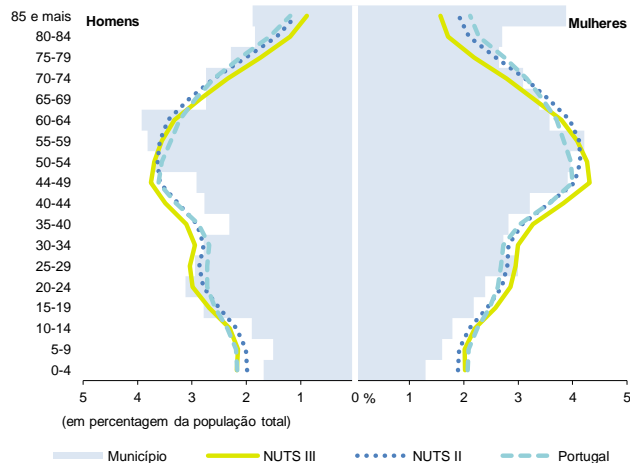 85 e mais
Homens
Mulheres
80-84
75-79
70-74
65-69
60-64
55-59
50-54
44-49
40-44
35-40
30-34
25-29
20-24
15-19
10-14
5-9
0-4
5 4 3 2 1 0 % 1 2 3 4 5
(em percentagem da população total)
Município NUTS III NUTS II Portugal